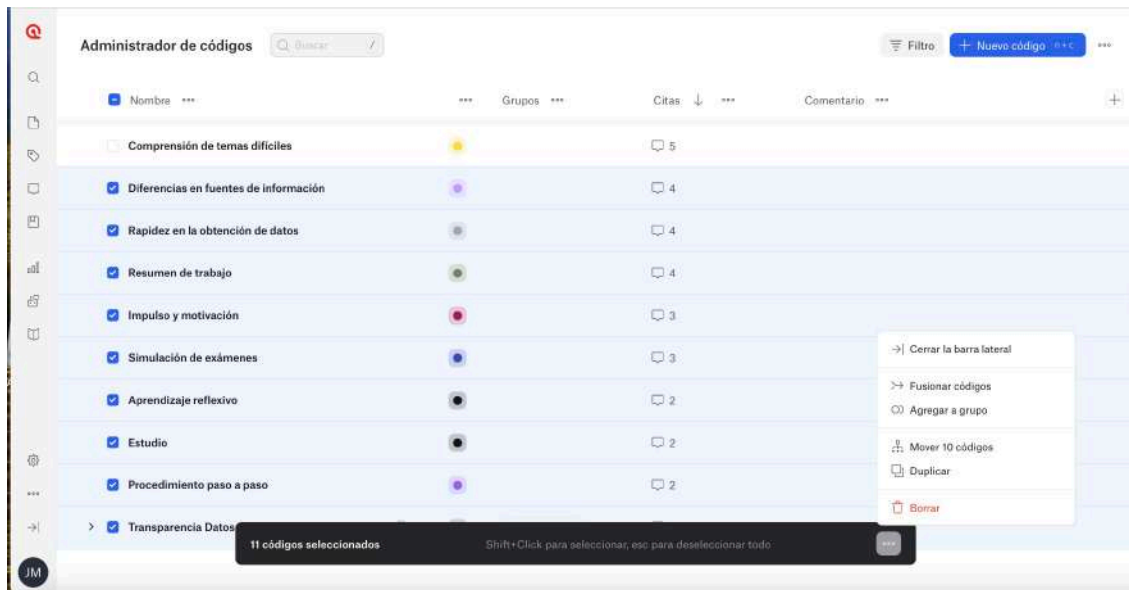 Administrador de códigos
Buscar /
Filtro
+ Nuevo código n+c
Nombre
Grupos
Citas
Comentario
Comprensión de temas difíciles 5
Diferencias en fuentes de información 4
Rapidez en la obtención de datos 4
Resumen de trabajo 4
Impulso y motivación 3
Simulación de exámenes 3
Aprendizaje reflexivo 2
Estudio 2
Procedimiento paso a paso 2
Transparencia Datos
Cerrar la barra lateral
Fusionar códigos
Agregar a grupo
Mover 10 códigos
Duplicar
Borrar
11 códigos seleccionados Shift+Click para seleccionar, esc para deseleccionar todo
JM